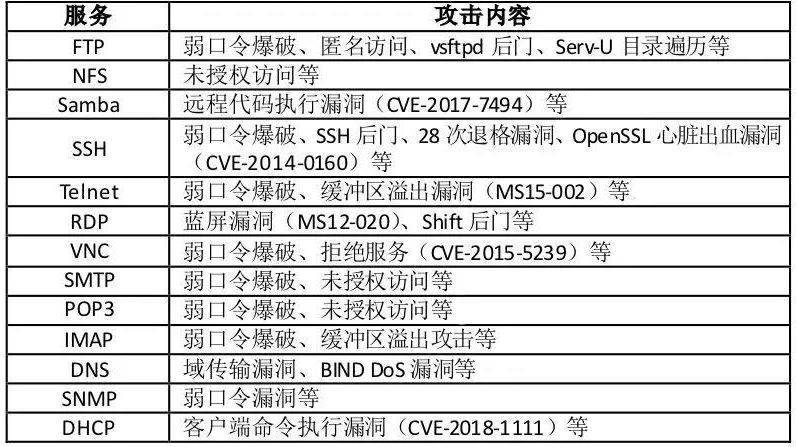 服务 攻击内容
FTP 弱口令爆破、匿名访问、vsftpd 后门、Serv-U 目录遍历等
NFS 未授权访问等
Samba 远程代码执行漏洞（CVE-2017-7494）等
SSH 弱口令爆破、SSH 后门、28 次退格漏洞、OpenSSL 心脏出血漏洞
（CVE-2014-0160）等
Telnet 弱口令爆破、缓冲区溢出漏洞（MS15-002）等
RDP 蓝屏漏洞（MS12-020）、Shift 后门等
VNC 弱口令爆破、拒绝服务（CVE-2015-5239）等
SMTP 弱口令爆破、未授权访问等
POP3 弱口令爆破、未授权访问等
IMAP 弱口令爆破、缓冲区溢出攻击等
DNS 域传输漏洞、BIND DoS 漏洞等
SNMP 弱口令漏洞等
DHCP 客户端命令执行漏洞（CVE-2018-1111）等